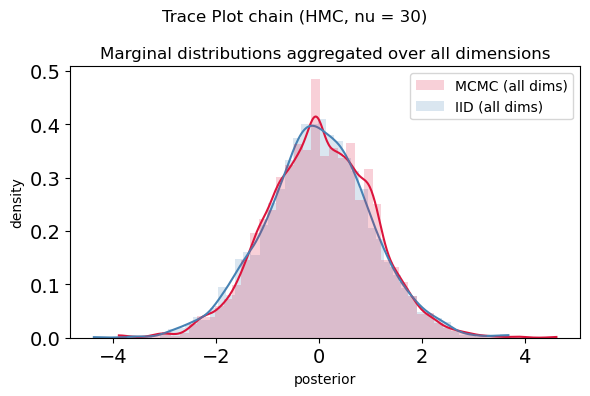 Trace Plot chain (HMC, nu = 30)
Marginal distributions aggregated over all dimensions
MCMC (all dims)
IID (all dims)
density
0.5
0.4
0.3
0.2
0.1
0.0
−4
−2
0
2
4
posterior